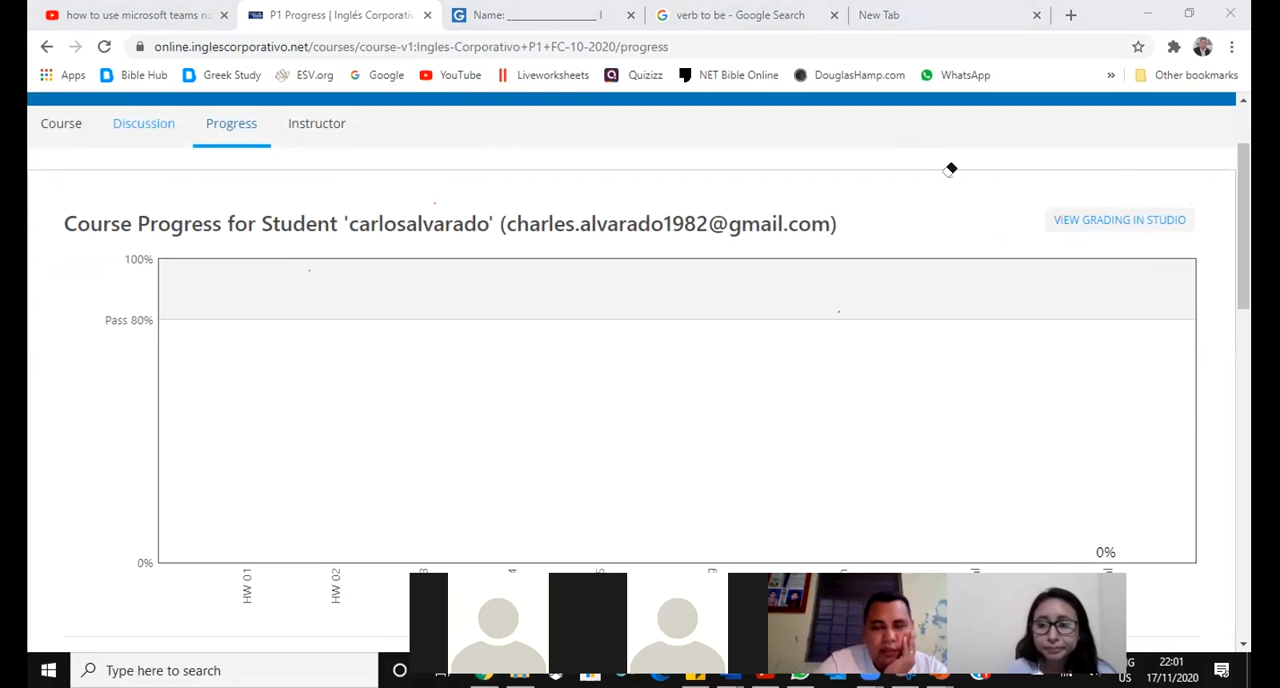 how to use microsoft teams no
P1 Progress | Inglés Corporativ
Name: ________________ I
verb to be - Google Search
New Tab
online.inglescorporativo.net/courses/course-v1:Ingles-Corporativo+P1+FC-10-2020/progress
Apps Bible Hub Greek Study ESV.org Google YouTube Liveworksheets Quizizz NET Bible Online DouglasHamp.com WhatsApp » Other bookmarks
Course Discussion Progress Instructor
Course Progress for Student 'carlosalvarado' (charles.alvarado1982@gmail.com)
VIEW GRADING IN STUDIO
100%
Pass 80%
0%
0%
HW 01
HW 02
Type here to search
US
22:01
17/11/2020